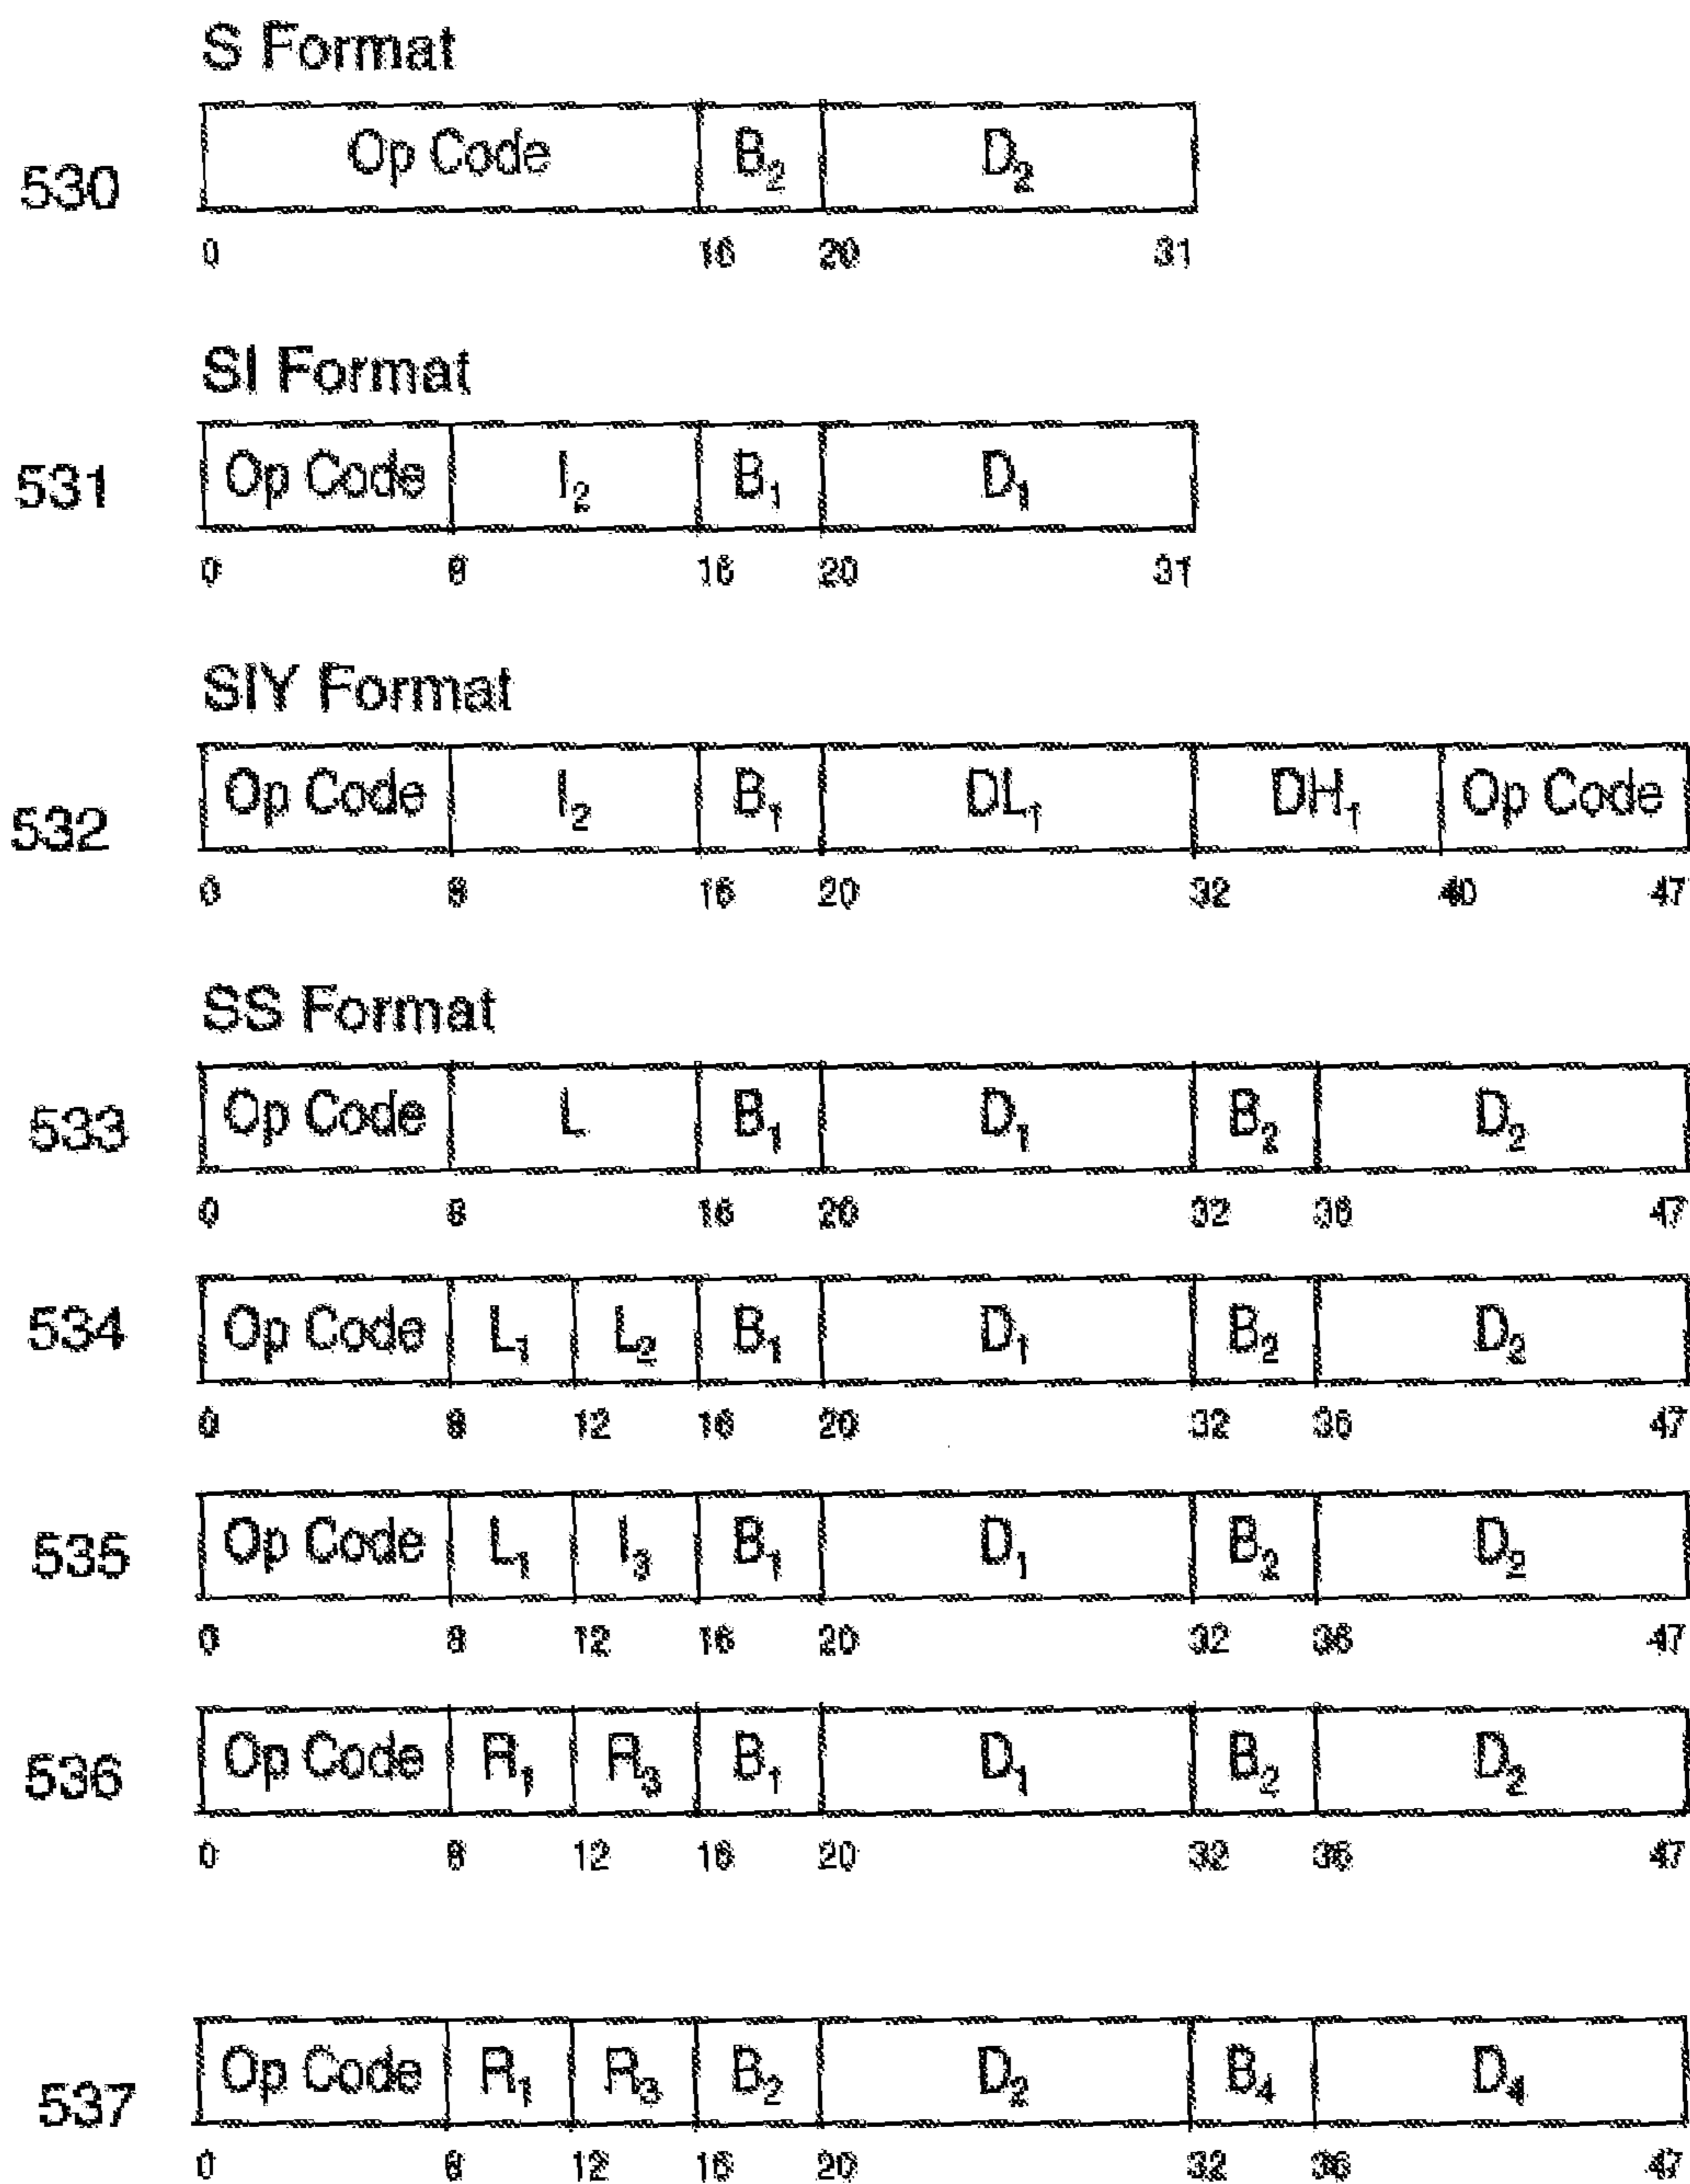 S Format
530 Op Code B₂ D₂
0 16 20 31
SI Format
531 Op Code I₂ B₁ D₁
0 8 16 20 31
SIY Format
532 Op Code I₂ B₁ DL₁ DH₁ Op Code
0 8 16 20 32 40 47
SS Format
533 Op Code L B₁ D₁ B₂ D₂
0 8 16 20 32 36 47
534 Op Code L₁ L₂ B₁ D₁ B₂ D₂
0 8 12 16 20 32 36 47
535 Op Code L₁ I₃ B₁ D₁ B₂ D₂
0 8 12 16 20 32 36 47
536 Op Code R₁ R₃ B₁ D₁ B₂ D₂
0 8 12 16 20 32 36 47
537 Op Code R₁ R₃ B₂ D₂ B₄ D₄
0 8 12 16 20 32 36 47